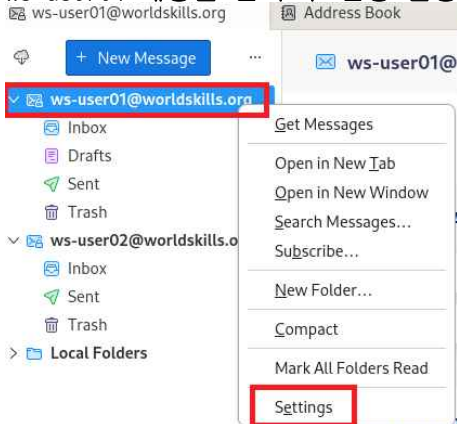 ws-user01@worldskills.org
Address Book
+ New Message
...
ws-user01@
ws-user01@worldskills.org
Inbox
Drafts
Sent
Trash
ws-user02@worldskills.o
Inbox
Sent
Trash
Local Folders
Get Messages
Open in New Tab
Open in New Window
Search Messages...
Subscribe...
New Folder...
Compact
Mark All Folders Read
Settings